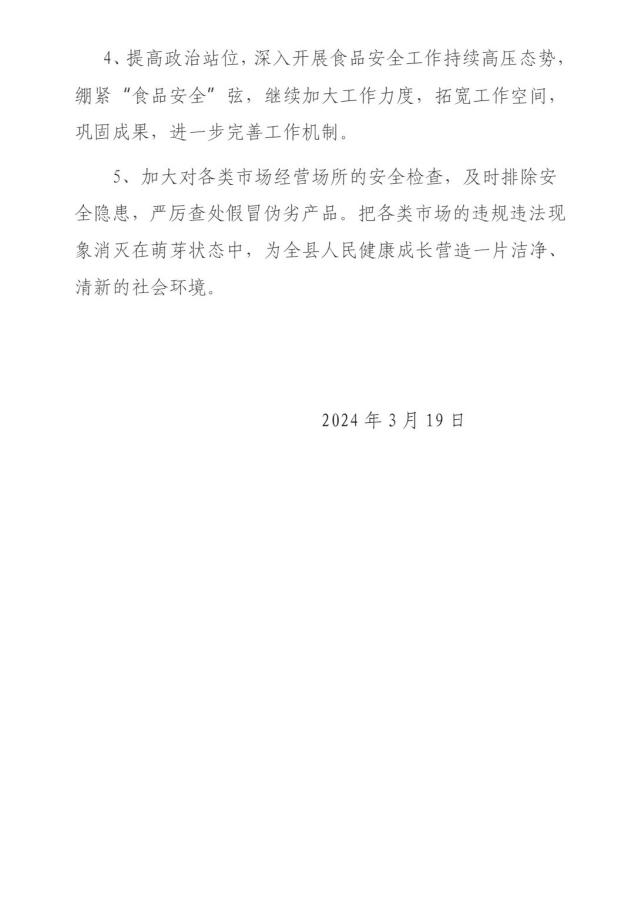 4、提高政治站位，深入开展食品安全工作持续高压态势，
绷紧“食品安全”弦，继续加大工作力度，拓宽工作空间，
巩固成果，进一步完善工作机制。
5、加大对各类市场经营场所的安全检查，及时排除安
全隐患，严厉查处假冒伪劣产品。把各类市场的违规违法现
象消灭在萌芽状态中，为全县人民健康成长营造一片洁净、
清新的社会环境。
2024 年 3 月 19 日